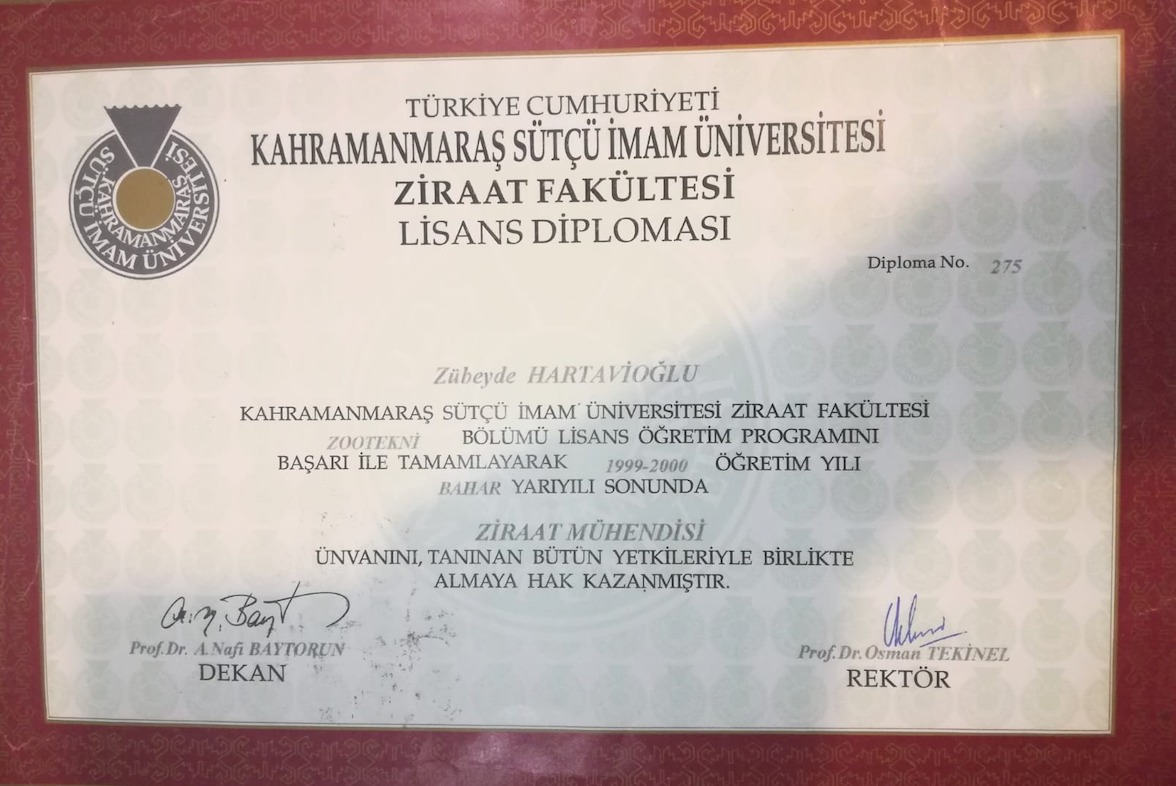 TÜRKİYE CUMHURİYETİ
KAHRAMANMARAŞ SÜTÇÜ İMAM ÜNİVERSİTESİ
ZİRAAT FAKÜLTESİ
LİSANS DİPLOMASI
KAHRAMANMARAŞ
SÜTÇÜ İMAM ÜNİVERSİTESİ
Diploma No. 275
Zübeyde HARTAVİOĞLU
KAHRAMANMARAŞ SÜTÇÜ İMAM ÜNİVERSİTESİ ZİRAAT FAKÜLTESİ
ZOOTEKNİ BÖLÜMÜ LİSANS ÖĞRETİM PROGRAMINI
BAŞARI İLE TAMAMLAYARAK 1999-2000 ÖĞRETİM YILI
BAHAR YARIYILI SONUNDA
ZİRAAT MÜHENDİSİ
ÜNVANINI, TANINAN BÜTÜN YETKİLERİYLE BİRLİKTE
ALMAYA HAK KAZANMIŞTIR.
Prof.Dr. A.Nafi BAYTORUN
DEKAN
Prof.Dr.Osman TEKİNEL
REKTÖR